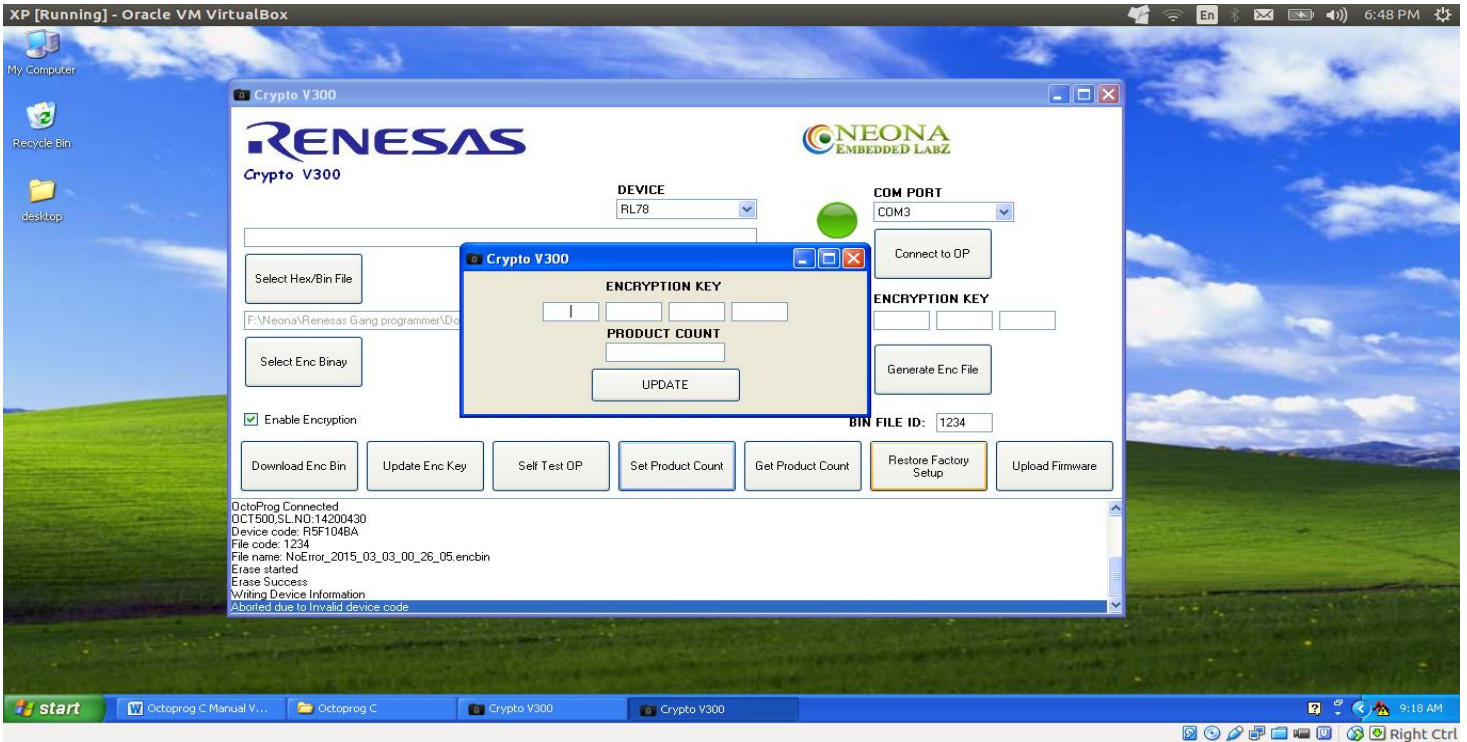 XP [Running] - Oracle VM VirtualBox
En
6:48 PM
My Computer
Recycle Bin
desktop
Crypto V300
RENESAS
Crypto V300
NEONA
EMBEDDED LABZ
DEVICE
RL78
COM PORT
COM3
Connect to OP
Select Hex/Bin File
F:\Neona\Renesas Gang programmer\Do
Select Enc Binay
Enable Encryption
ENCRYPTION KEY
Generate Enc File
BIN FILE ID:
1234
Crypto V300
ENCRYPTION KEY
PRODUCT COUNT
UPDATE
Download Enc Bin
Update Enc Key
Self Test OP
Set Product Count
Get Product Count
Restore Factory
Setup
Upload Firmware
OctoProg Connected
OCT500,SL.NO:14200430
Device code: R5F104BA
File code: 1234
File name: NoError_2015_03_03_00_26_05.encbin
Erase started
Erase Success
Writing Device Information
Aborted due to Invalid device code
start
Octoprog C Manual V...
Octoprog C
Crypto V300
Crypto V300
9:18 AM
Right Ctrl